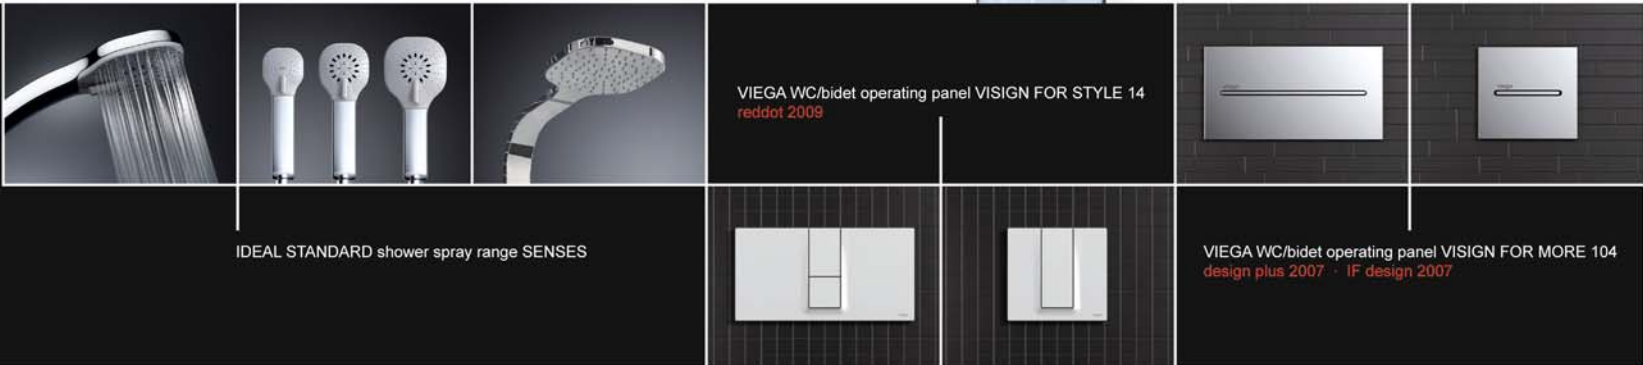 VIEGA WC/bidet operating panel VISIGN FOR STYLE 14
reddot 2009
IDEAL STANDARD shower spray range SENSES
VIEGA WC/bidet operating panel VISIGN FOR MORE 104
design plus 2007 · IF design 2007